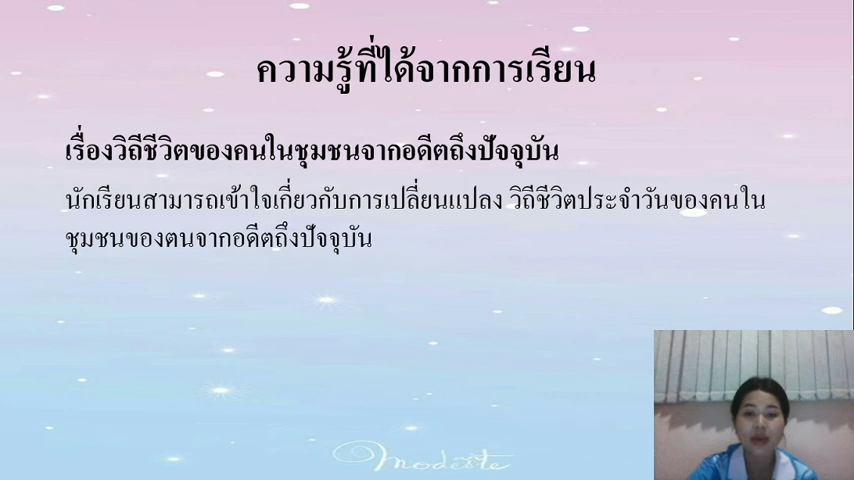 ความรู้ที่ได้จากการเรียน
เรื่องวิถีชีวิตของคนในชุมชนจากอดีตถึงปัจจุบัน
นักเรียนสามารถเข้าใจเกี่ยวกับการเปลี่ยนแปลง วิถีชีวิตประจำวันของคนใน
ชุมชนของตนจากอดีตถึงปัจจุบัน
Modeste